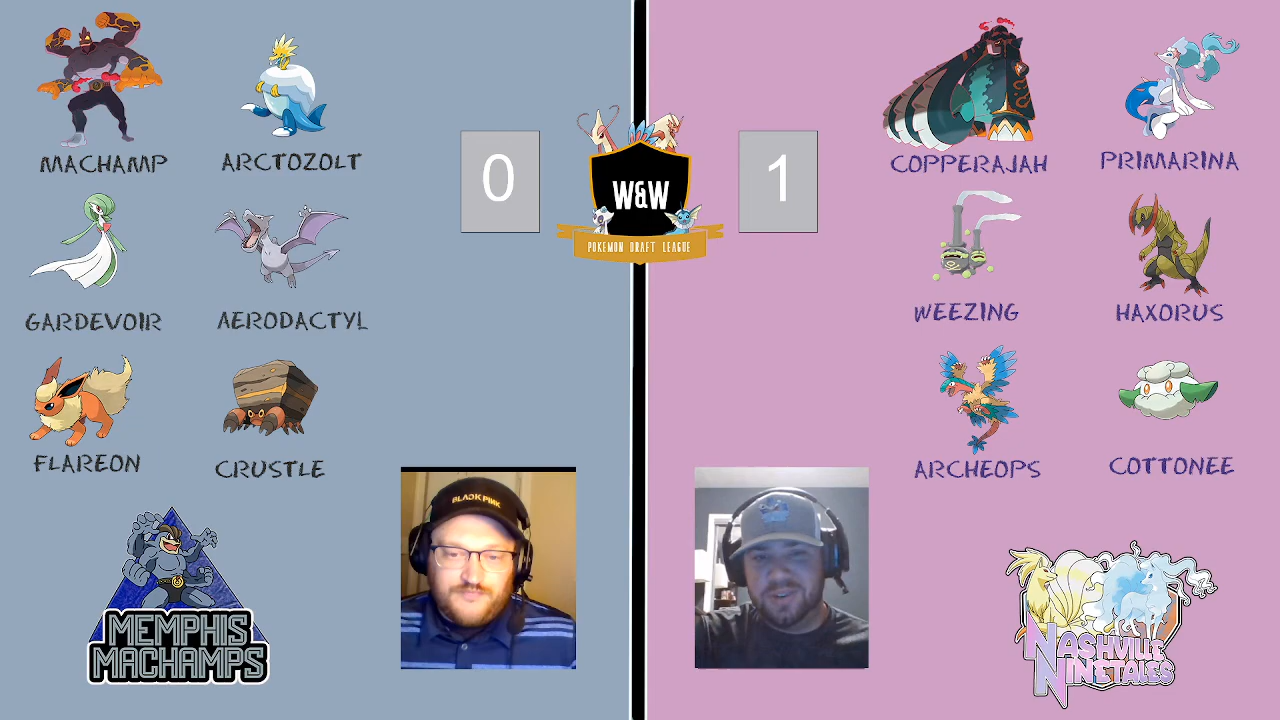 MACHAMP
ARCTOZOLT
GARDEVOIR
AERODACTYL
FLAREON
CRUSTLE
MEMPHIS
MACHAMPS
0
W&W
POKEMON DRAFT LEAGUE
1
BLACKPINK
COPPERAJAH
PRIMARINA
WEEZING
HAXORUS
ARCHEOPS
COTTONEE
NASHVILLE
NINETALES